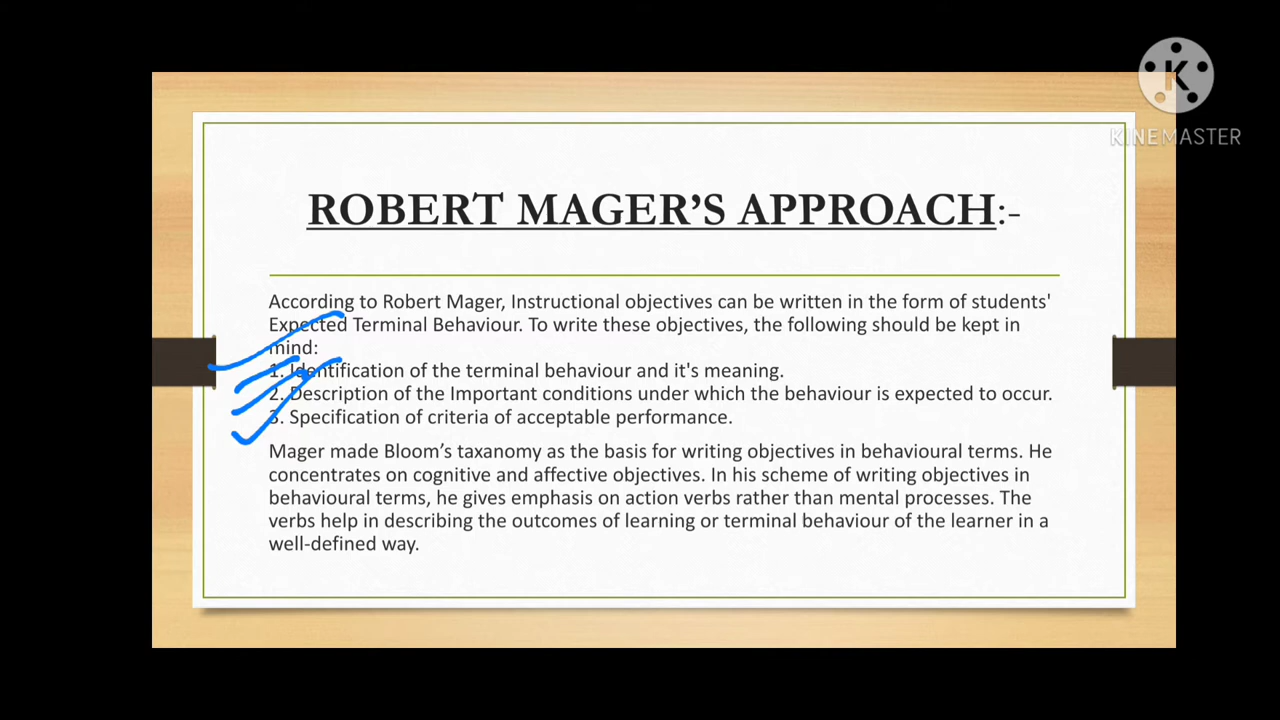 K
KINEMASTER
ROBERT MAGER’S APPROACH:-
According to Robert Mager, Instructional objectives can be written in the form of students'
Expected Terminal Behaviour. To write these objectives, the following should be kept in
mind:
1. Identification of the terminal behaviour and it's meaning.
2. Description of the Important conditions under which the behaviour is expected to occur.
3. Specification of criteria of acceptable performance.
Mager made Bloom’s taxanomy as the basis for writing objectives in behavioural terms. He
concentrates on cognitive and affective objectives. In his scheme of writing objectives in
behavioural terms, he gives emphasis on action verbs rather than mental processes. The
verbs help in describing the outcomes of learning or terminal behaviour of the learner in a
well-defined way.